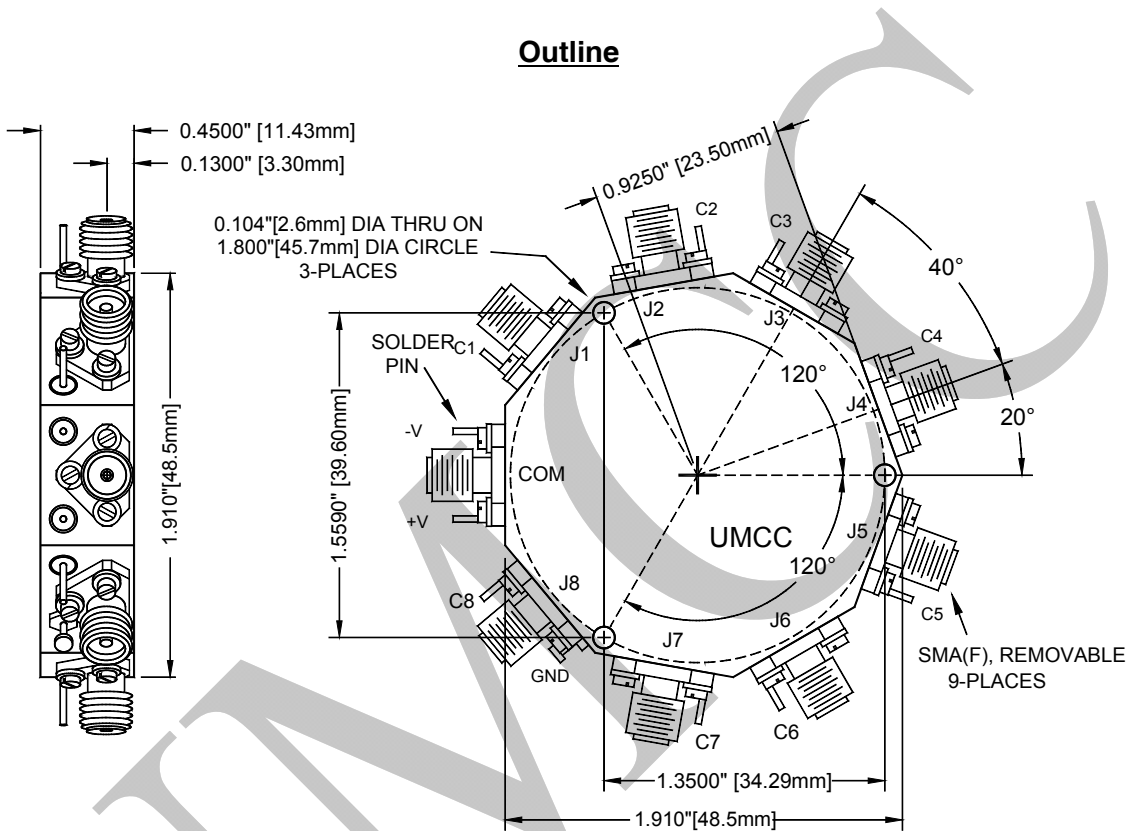 Outline
0.4500" [11.43mm]
0.1300" [3.30mm]
0.9250" [23.50mm]
0.104"[2.6mm] DIA THRU ON
1.800"[45.7mm] DIA CIRCLE
3-PLACES
C2
C3
40°
J2
J3
C4
SOLDER
PIN
C1
J1
120°
J4
20°
-V
COM
+V
1.910"[48.5mm]
1.5590" [39.60mm]
UMCC
J5
120°
J8
C8
J6
C5
J7
GND
SMA(F), REMOVABLE
9-PLACES
C7
C6
1.3500" [34.29mm]
1.910"[48.5mm]
UMCC